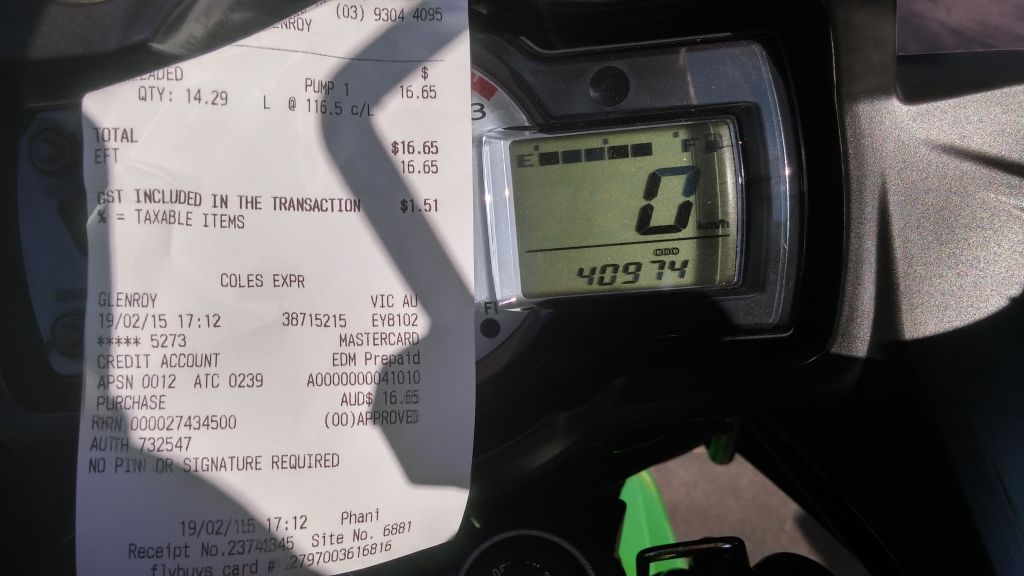 (03) 9304 4095
EADED $
PUMP 1 16.65
QTY: 14.29 L @ 116.5 c/L
TOTAL $16.65
EFT 16.65
GST INCLUDED IN THE TRANSACTION $1.51
% = TAXABLE ITEMS
COLES EXPR
GLENROY VIC AU
19/02/15 17:12 38715215 EY8102
***** 5273 MASTERCARD
CREDIT ACCOUNT EDM Prepaid
APSN 0012 ATC 0239 A0000000041010
PURCHASE AUD$ 16.65
RRN 000027434500 (00)APPROVED
AUTH 732547
NO PIN OR SIGNATURE REQUIRED
19/02/15 17:12 Phani
Receipt No. Site No. 6881
flybuys card #
3
E F
0 km/h
ODO
40974
FI